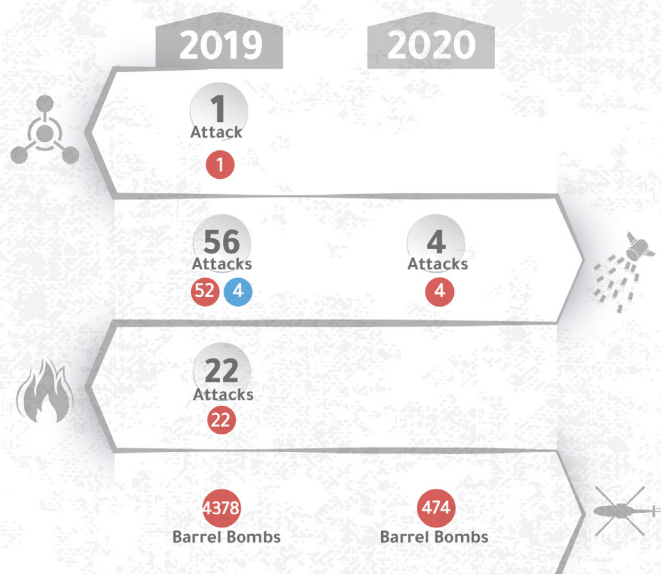 2019 2020
1
Attack
1
56 4
Attacks Attacks
52 4 4
22
Attacks
22
4378 474
Barrel Bombs Barrel Bombs